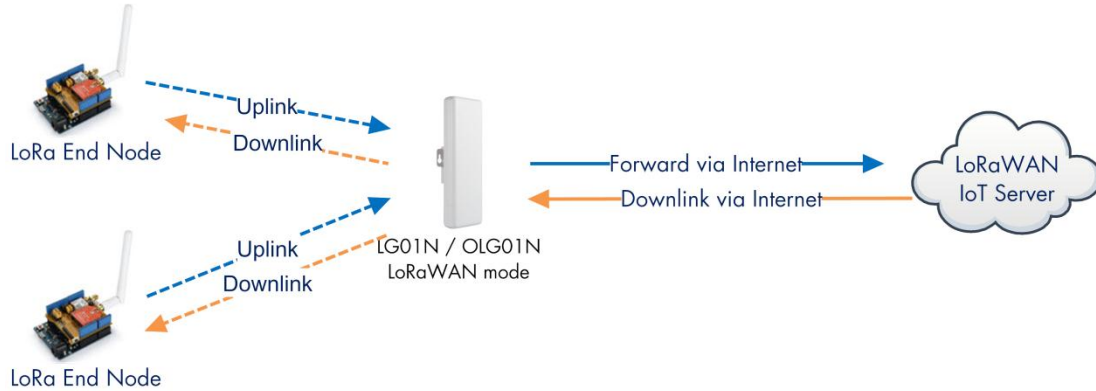 Uplink
Downlink
LoRa End Node
Forward via Internet
Downlink via Internet
LoRaWAN
IoT Server
Uplink
Downlink
LG01N / OLG01N
LoRaWAN mode
LoRa End Node